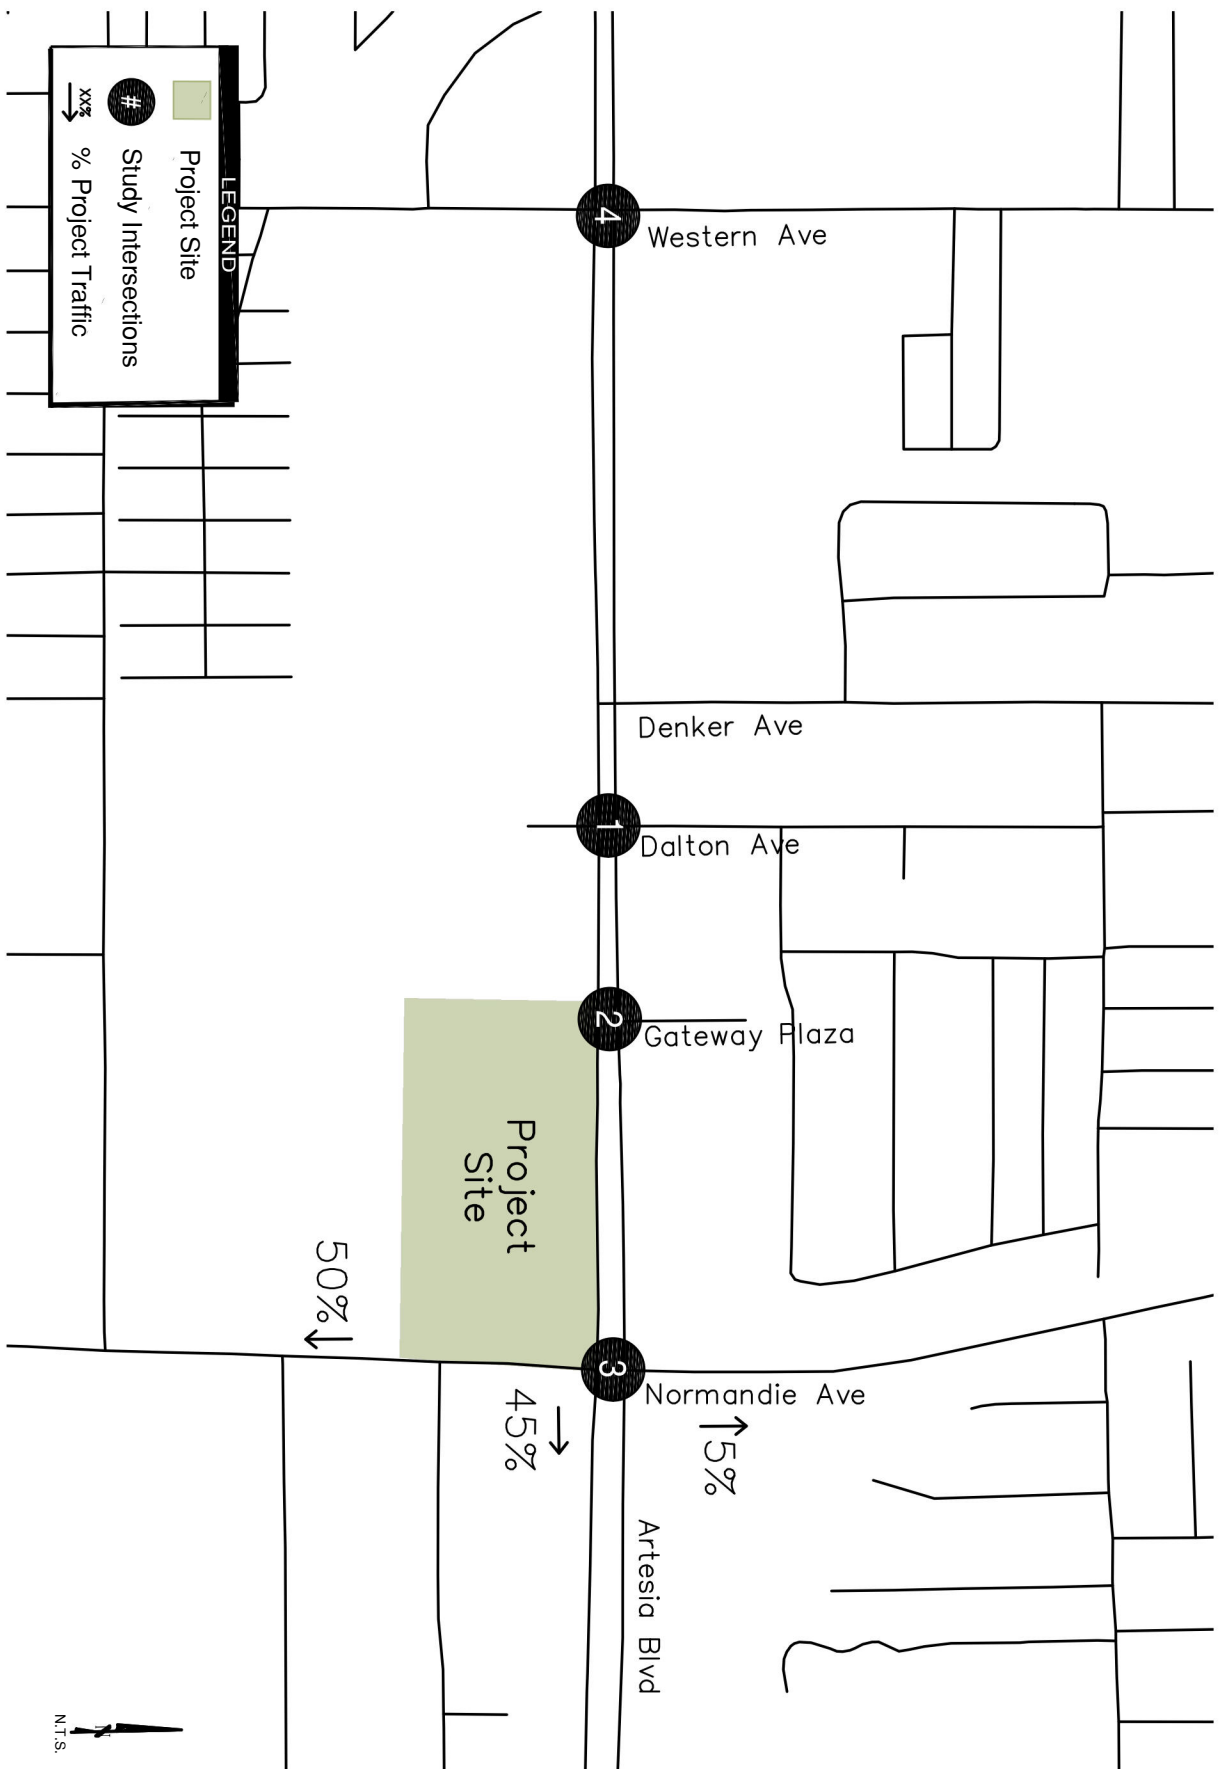 LEGEND
Project Site
# Study Intersections
XX% % Project Traffic
4
Western Ave
Denker Ave
1
Dalton Ave
2
Gateway Plaza
Project
Site
50%
3
Normandie Ave
45%
5%
Artesia Blvd
N
N.T.S.